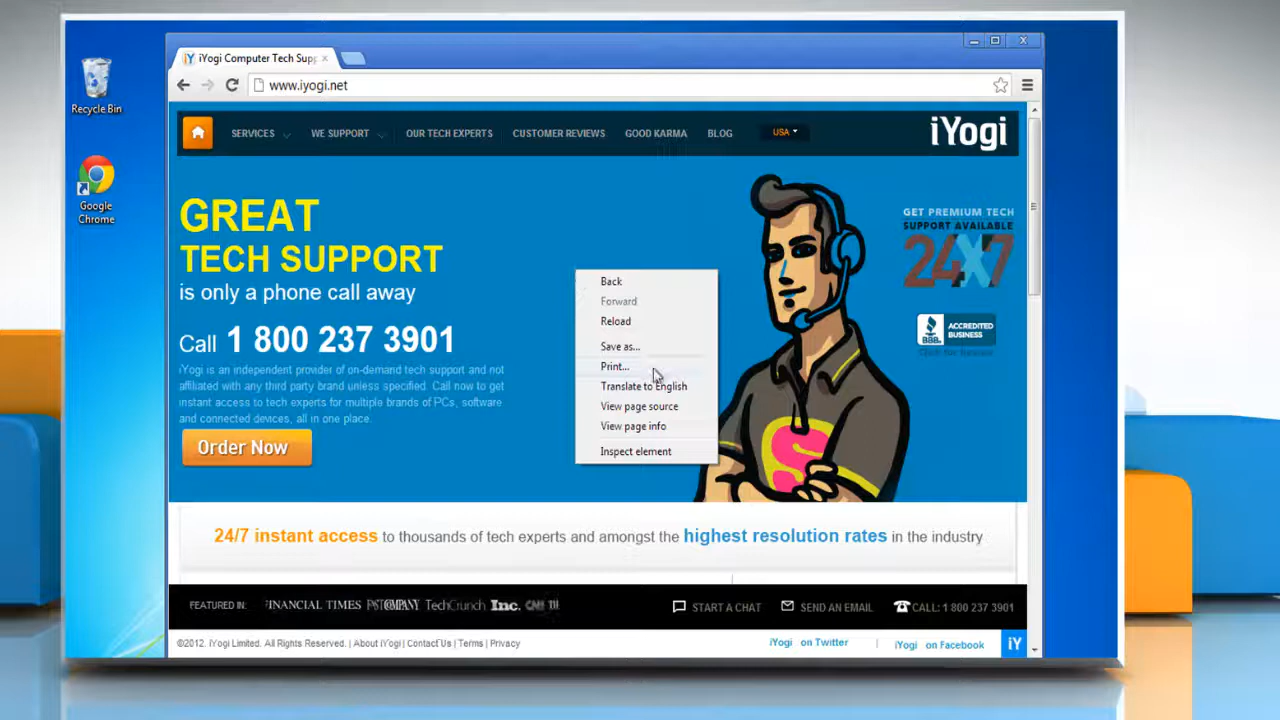 Recycle Bin
Google
Chrome
iYogi Computer Tech Supp
www.iyogi.net
SERVICES
WE SUPPORT
OUR TECH EXPERTS
CUSTOMER REVIEWS
GOOD KARMA
BLOG
USA
iYogi
GREAT
TECH SUPPORT
is only a phone call away
Call 1 800 237 3901
iYogi is an independent provider of on-demand tech support and not
affiliated with any third party brand unless specified. Call now to get
instant access to tech experts for multiple brands of PCs, software
and connected devices, all in one place.
Order Now
Back
Forward
Reload
Save as...
Print...
Translate to English
View page source
View page info
Inspect element
S
GET PREMIUM TECH
SUPPORT AVAILABLE
24X7
BBB
ACCREDITED
BUSINESS
24/7 instant access to thousands of tech experts and amongst the highest resolution rates in the industry
FEATURED IN: FINANCIAL TIMES FASTCOMPANY TechCrunch Inc.
START A CHAT
SEND AN EMAIL
CALL: 1 800 237 3901
©2012. iYogi Limited. All Rights Reserved. | About iYogi | Contact Us | Terms | Privacy
iYogi on Twitter | iYogi on Facebook
iY